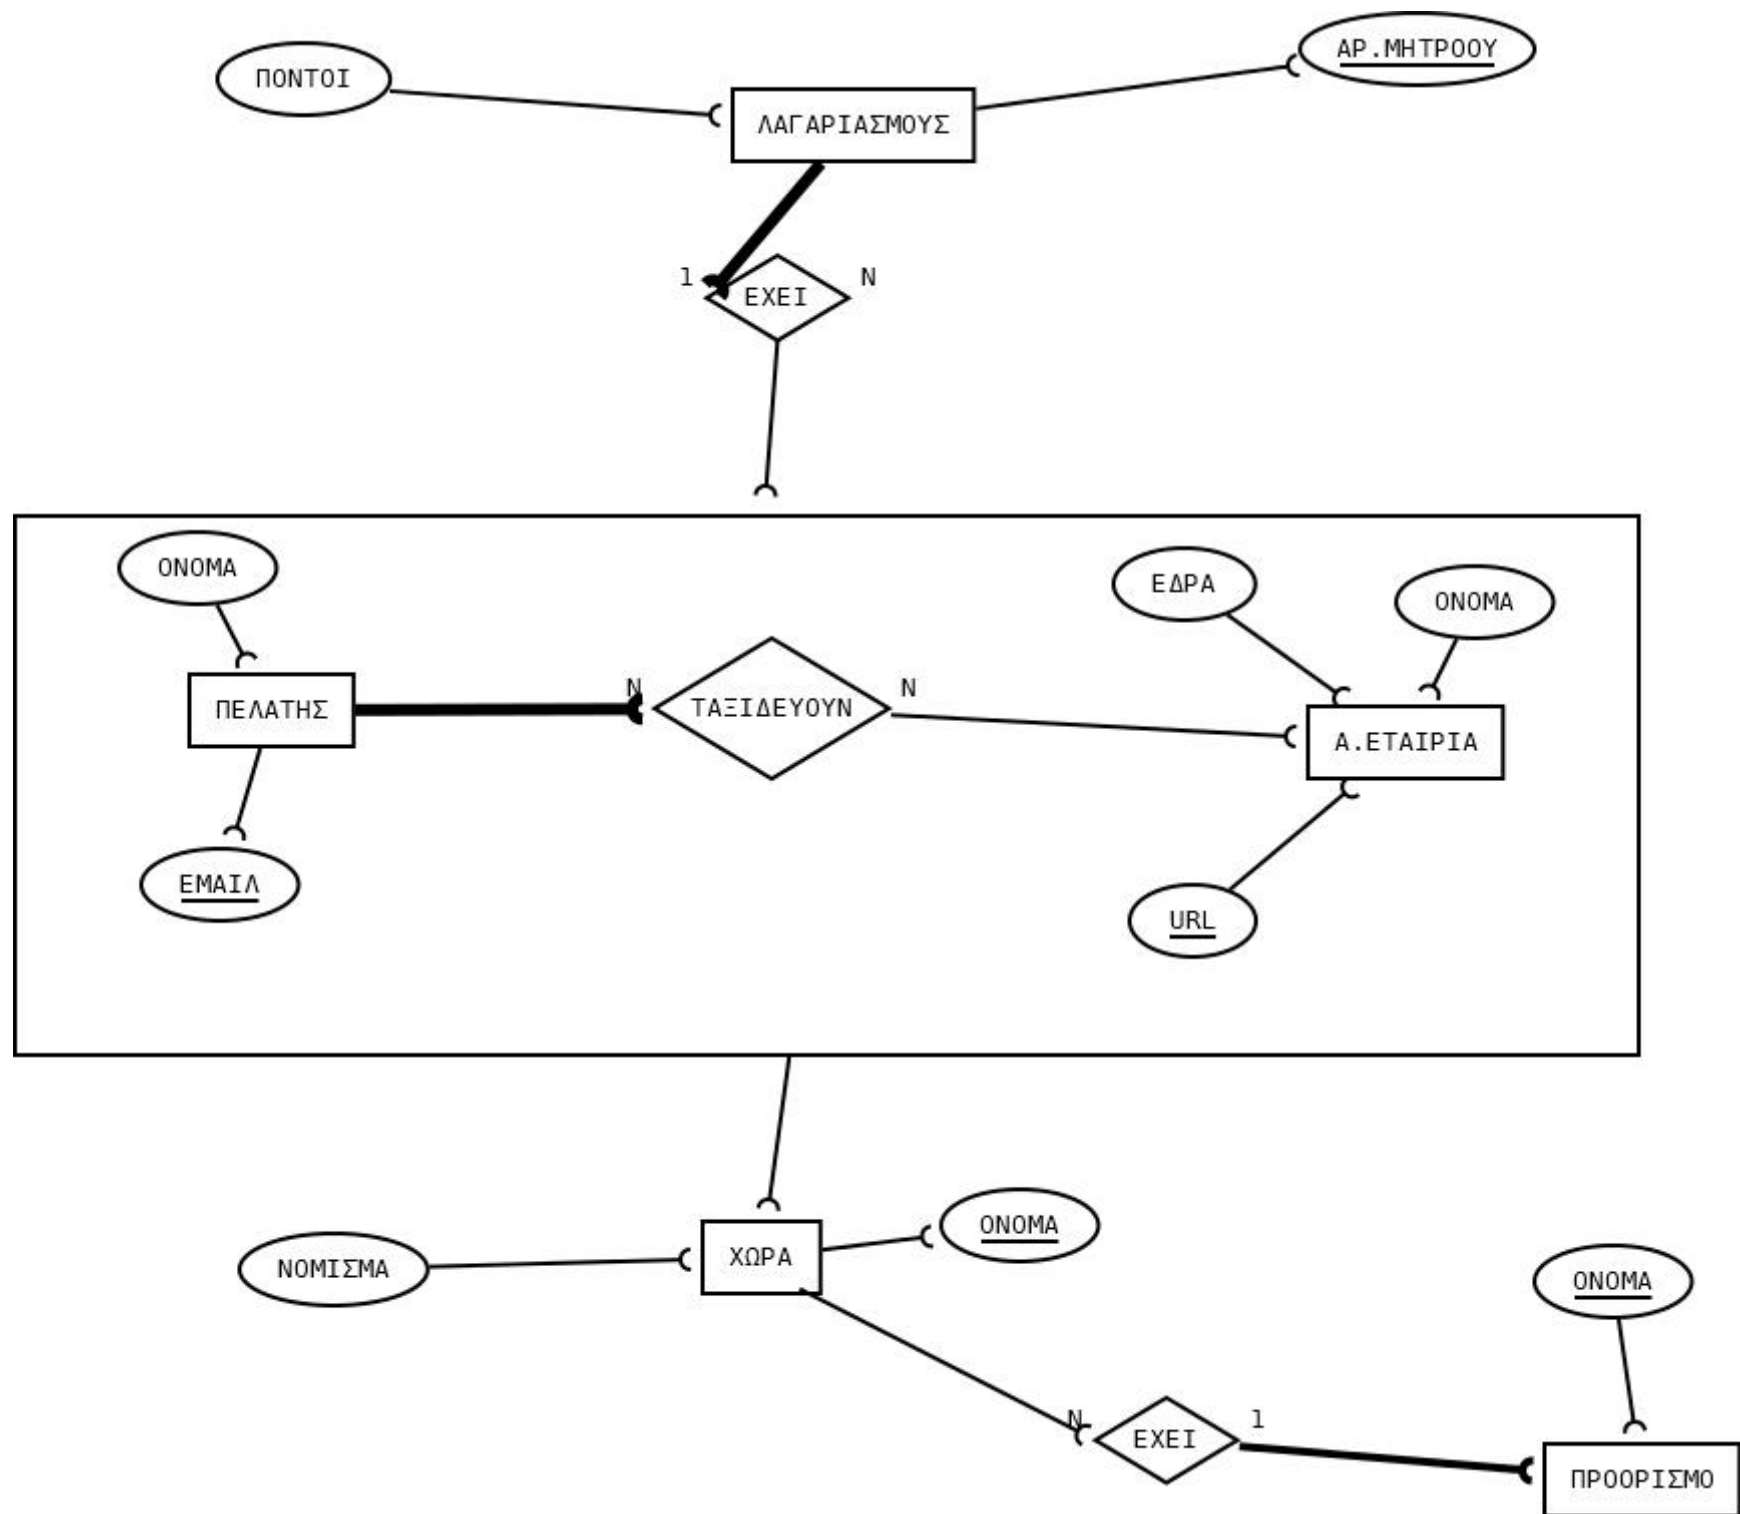 ΠΟΝΤΟΙ
ΑΡ.ΜΗΤΡΟΟΥ
ΛΑΓΑΡΙΑΣΜΟΥΣ
1
ΕΧΕΙ
N
ΟΝΟΜΑ
ΕΔΡΑ
ΟΝΟΜΑ
ΠΕΛΑΤΗΣ
N
ΤΑΞΙΔΕΥΟΥΝ
N
Α.ΕΤΑΙΡΙΑ
ΕΜΑΙΛ
URL
ΝΟΜΙΣΜΑ
ΧΩΡΑ
ΟΝΟΜΑ
ΟΝΟΜΑ
N
ΕΧΕΙ
1
ΠΡΟΟΡΙΣΜΟ